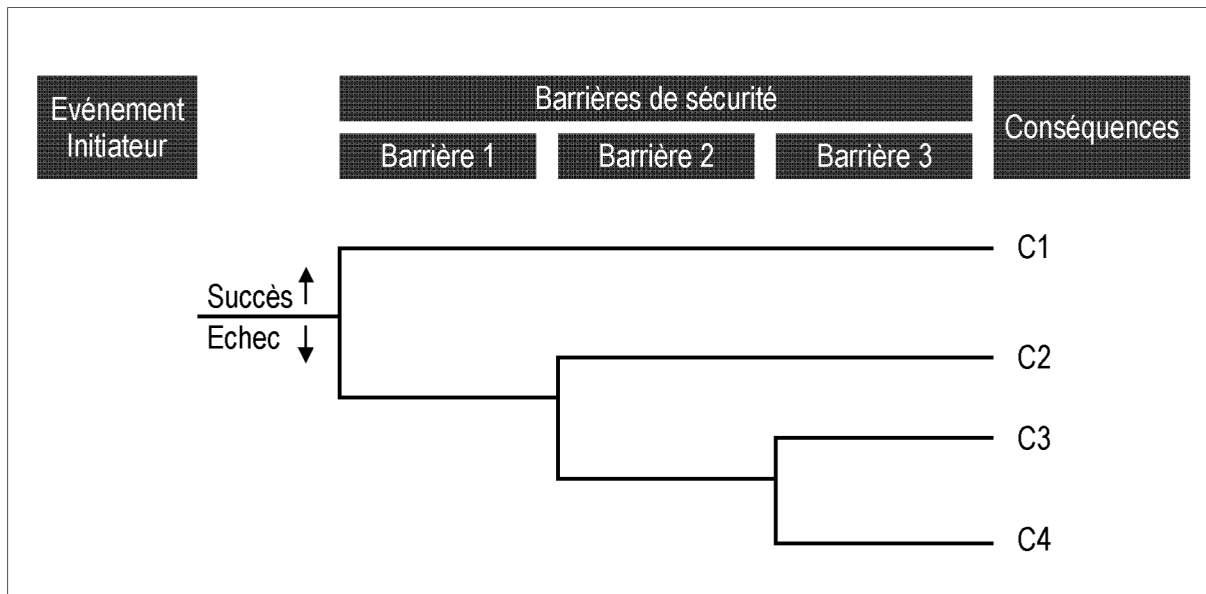 Evénement
Initiateur
Barrières de sécurité
Barrière 1
Barrière 2
Barrière 3
Conséquences
Succès
Echec
C1
C2
C3
C4